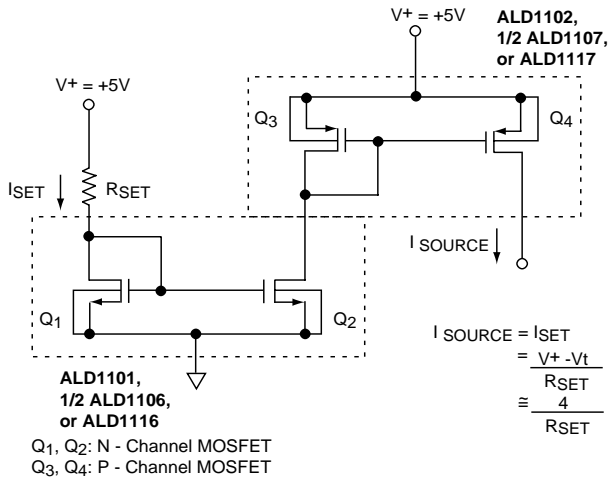 V+ = +5V
ALD1102,
1/2 ALD1107,
or ALD1117
V+ = +5V
Q3
Q4
ISET
RSET
I SOURCE
Q1
Q2
I SOURCE = ISET
= V+ -Vt
RSET
≅ 4
RSET
ALD1101,
1/2 ALD1106,
or ALD1116
Q1, Q2: N - Channel MOSFET
Q3, Q4: P - Channel MOSFET